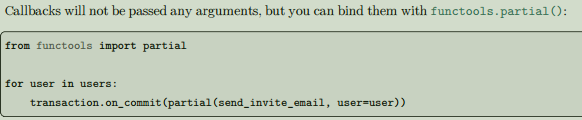 Callbacks will not be passed any arguments, but you can bind them with functools.partial():
from functools import partial
for user in users:
    transaction.on_commit(partial(send_invite_email, user=user))